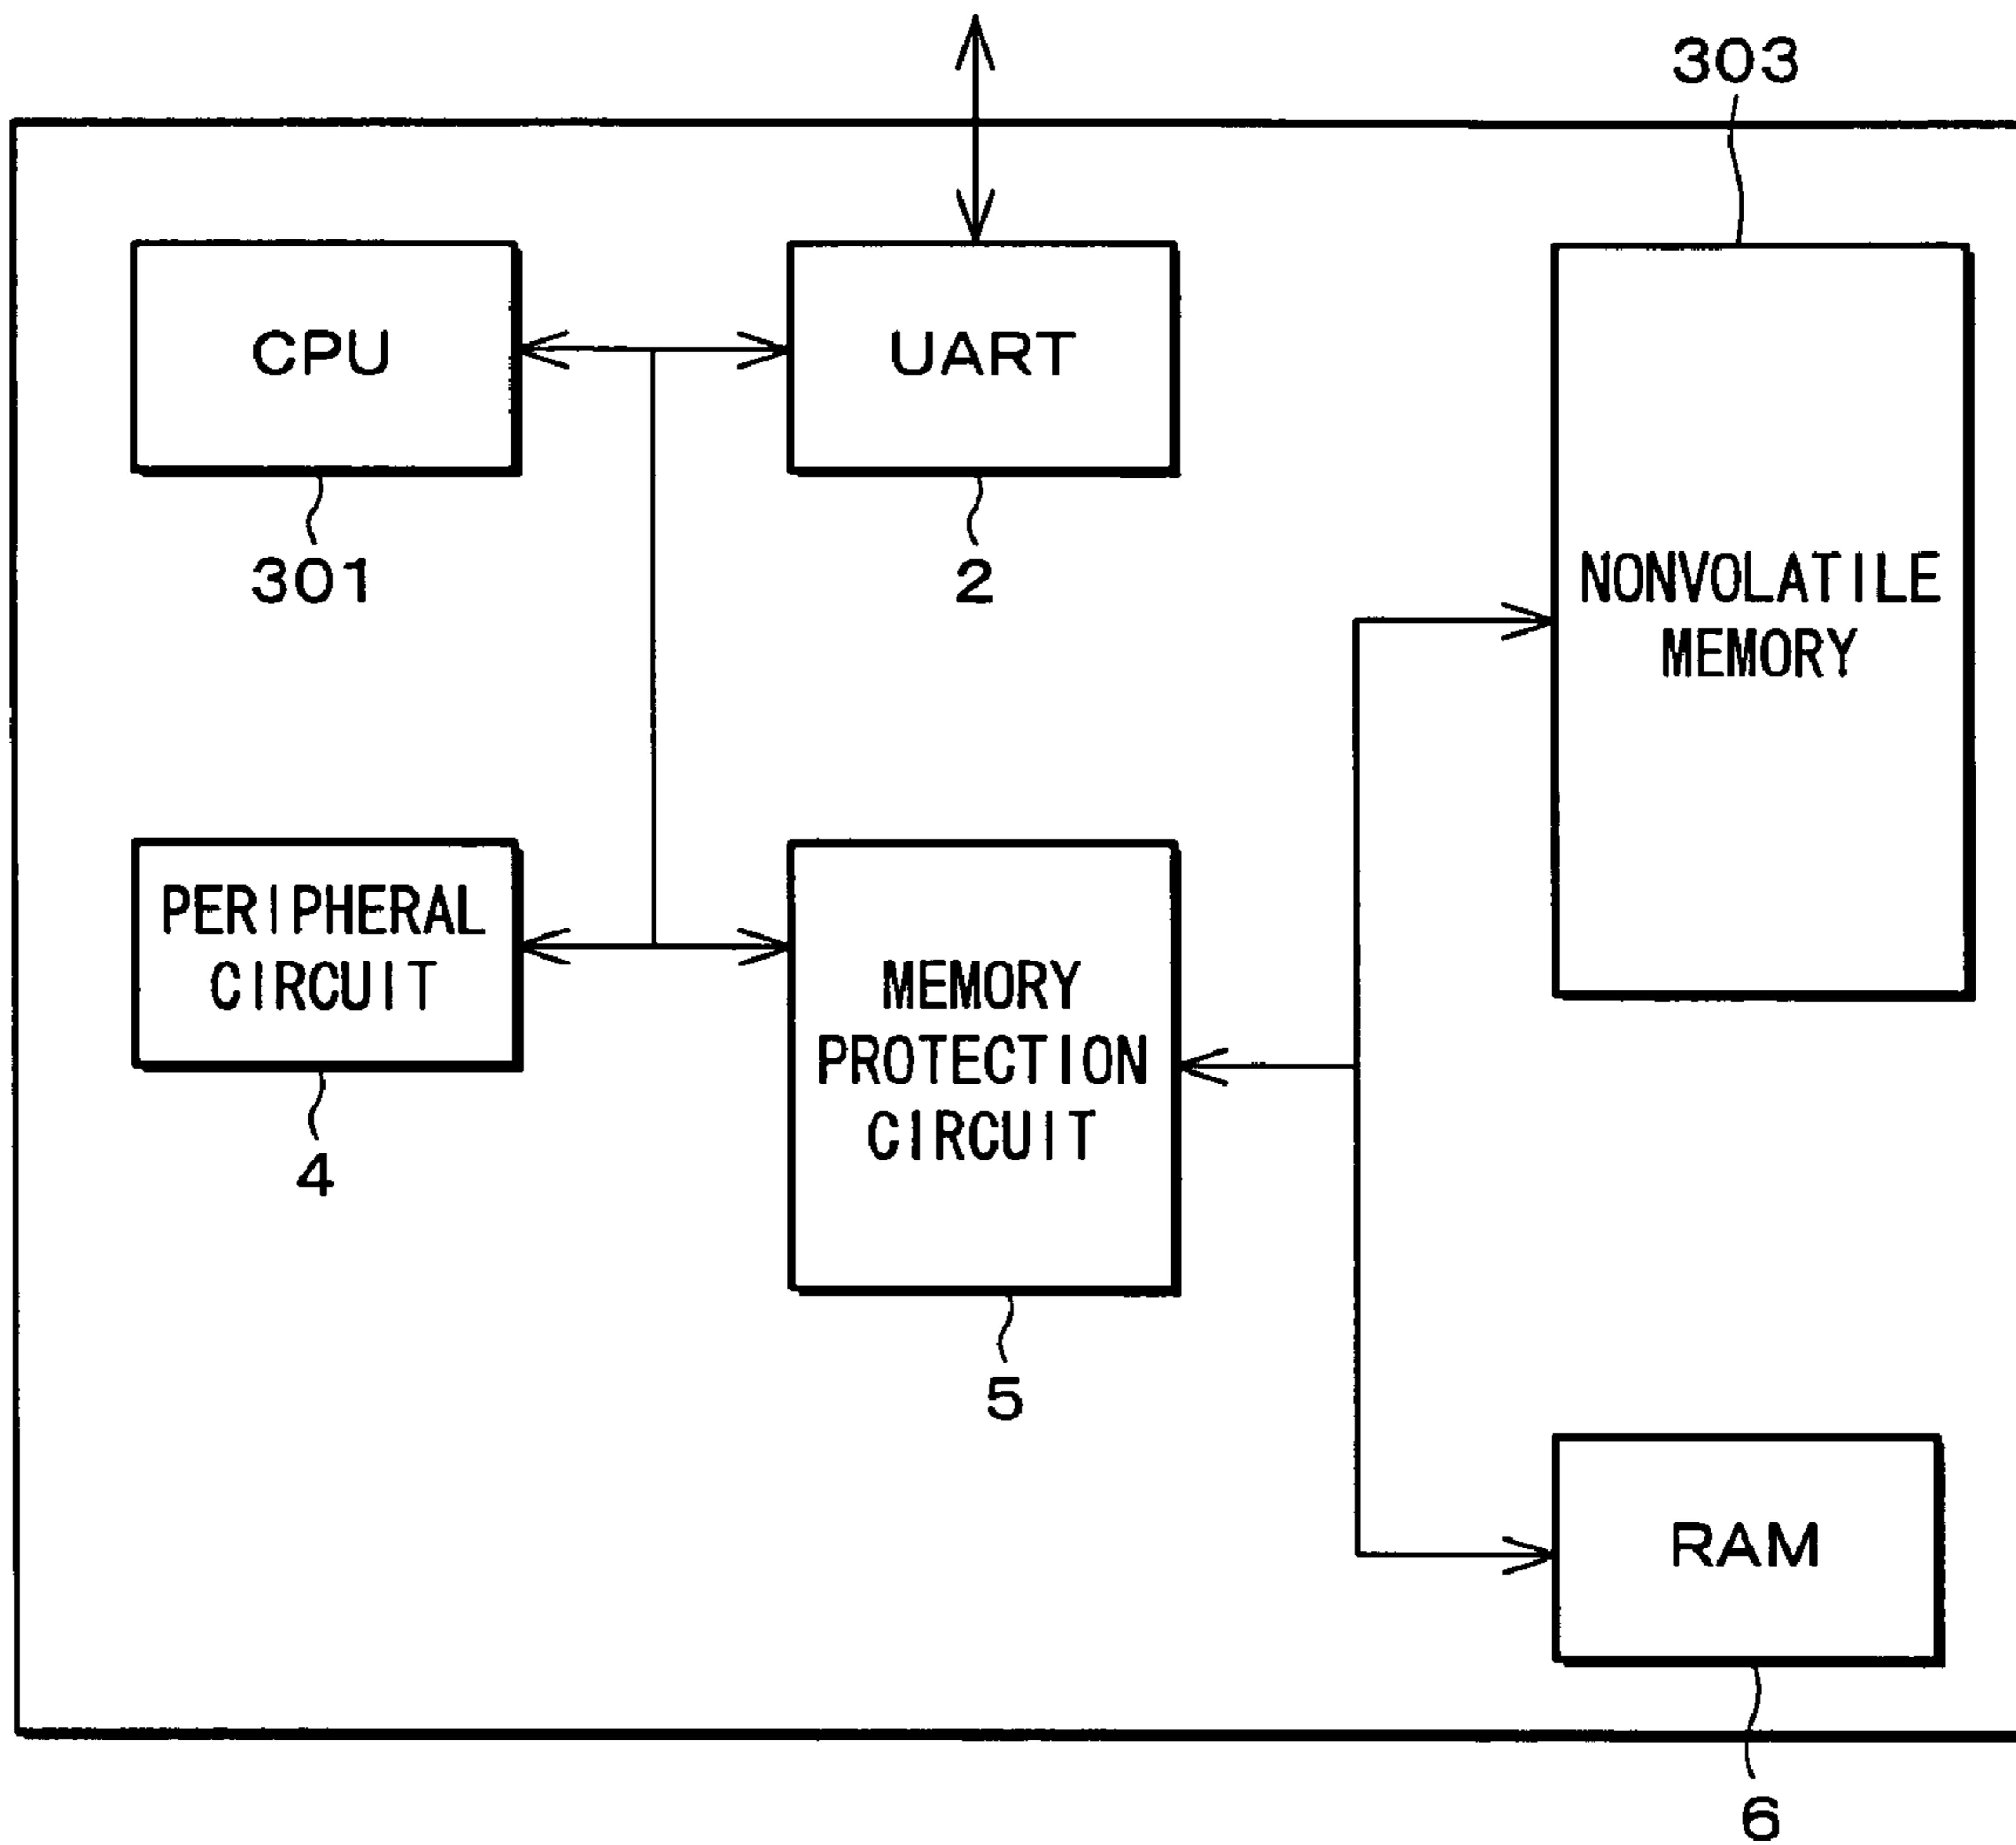 303
CPU
UART
301
2
NONVOLATILE
MEMORY
PERIPHERAL
CIRCUIT
MEMORY
PROTECTION
CIRCUIT
4
5
RAM
6